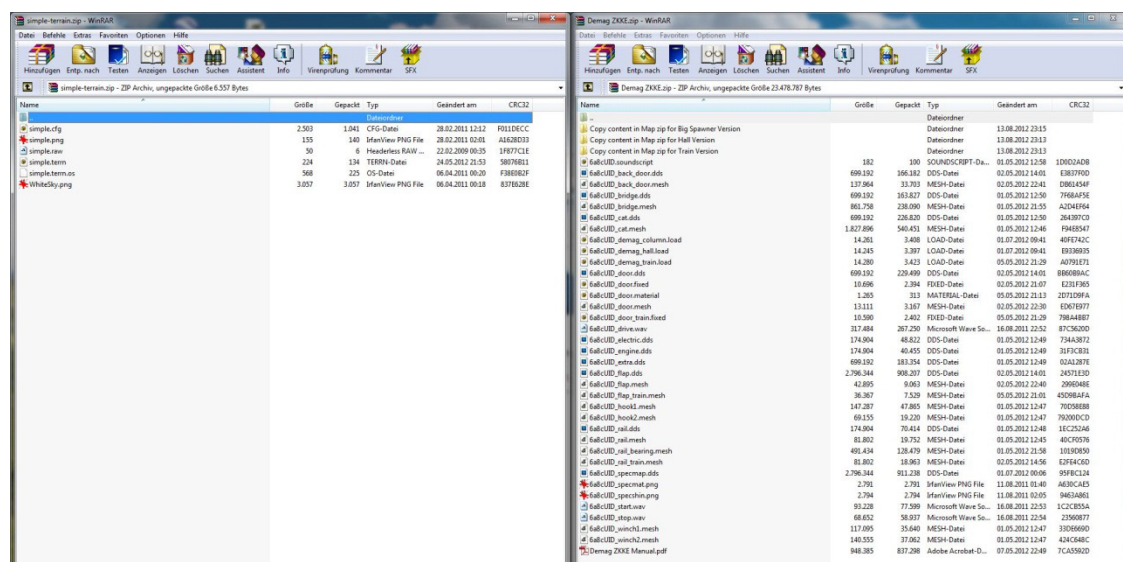 simple-terrain.zip - WinRAR
Datei Befehle Extras Favoriten Optionen Hilfe
Hinzufügen Entp. nach Testen Anzeigen Löschen Suchen Assistent Info Virenprüfung Kommentar SFX
simple-terrain.zip - ZIP Archiv, ungepackte Größe 6.557 Bytes
Name Größe Gepackt Typ Geändert am CRC32
.. Dateiordner
simple.cfg 2.503 1.041 CFG-Datei 28.02.2011 12:12 F011DECC
simple.png 155 140 IrfanView PNG File 28.02.2011 02:01 A1628D33
simple.raw 50 6 Headerless RAW ... 22.02.2009 00:35 1F877C1E
simple.terrn 224 134 TERRN-Datei 24.05.2012 21:53 58076B11
simple.terrn.os 568 225 OS-Datei 06.04.2011 00:20 F38E0B2F
WhiteSky.png 3.057 3.057 IrfanView PNG File 06.04.2011 00:18 837E628E
Demag ZKKE.zip - WinRAR
Datei Befehle Extras Favoriten Optionen Hilfe
Hinzufügen Entp. nach Testen Anzeigen Löschen Suchen Assistent Info Virenprüfung Kommentar SFX
Demag ZKKE.zip - ZIP Archiv, ungepackte Größe 23.478.787 Bytes
Name Größe Gepackt Typ Geändert am CRC32
.. Dateiordner
Copy content in Map zip for Big Spawner Version Dateiordner 13.08.2012 23:15
Copy content in Map zip for Hall Version Dateiordner 13.08.2012 23:13
Copy content in Map zip for Train Version Dateiordner 13.08.2012 23:13
6a8cUID.soundscript 182 100 SOUNDSCRIPT-Da... 01.05.2012 12:58 1D0D2ADB
6a8cUID_back_door.dds 699.192 166.182 DDS-Datei 02.05.2012 14:01 E3837F0D
6a8cUID_back_door.mesh 137.964 33.703 MESH-Datei 02.05.2012 22:41 DB61454F
6a8cUID_bridge.dds 699.192 163.827 DDS-Datei 01.05.2012 12:50 7F68AF5E
6a8cUID_bridge.mesh 861.758 238.090 MESH-Datei 01.05.2012 21:55 A2D4EF64
6a8cUID_cat.dds 699.192 226.820 DDS-Datei 01.05.2012 12:50 264397C0
6a8cUID_cat.mesh 1.827.896 540.451 MESH-Datei 01.05.2012 12:46 F94E8547
6a8cUID_demag_column.load 14.261 3.408 LOAD-Datei 01.07.2012 09:41 40FE742C
6a8cUID_demag_hall.load 14.245 3.397 LOAD-Datei 01.07.2012 09:41 E9336935
6a8cUID_demag_train.load 14.280 3.423 LOAD-Datei 05.05.2012 21:29 A0791E71
6a8cUID_door.dds 699.192 229.499 DDS-Datei 02.05.2012 14:01 BB60B9AC
6a8cUID_door.fixed 10.696 2.394 FIXED-Datei 02.05.2012 21:07 E231F365
6a8cUID_door.material 1.265 313 MATERIAL-Datei 05.05.2012 21:13 2D71D9FA
6a8cUID_door.mesh 13.111 3.167 MESH-Datei 02.05.2012 22:30 ED67E977
6a8cUID_door_train.fixed 10.590 2.402 FIXED-Datei 05.05.2012 21:29 798A4BB7
6a8cUID_drive.wav 317.484 267.250 Microsoft Wave So... 16.08.2011 22:52 87C5620D
6a8cUID_electric.dds 174.904 48.822 DDS-Datei 01.05.2012 12:49 734A3872
6a8cUID_engine.dds 174.904 40.455 DDS-Datei 01.05.2012 12:49 31F3CB31
6a8cUID_extra.dds 699.192 183.354 DDS-Datei 01.05.2012 12:49 02A1287E
6a8cUID_flap.dds 2.796.344 908.207 DDS-Datei 02.05.2012 14:01 24571E3D
6a8cUID_flap.mesh 42.895 9.063 MESH-Datei 02.05.2012 22:40 299E048E
6a8cUID_flap_train.mesh 36.367 7.529 MESH-Datei 05.05.2012 21:01 45D9BAFA
6a8cUID_hook1.mesh 147.287 47.865 MESH-Datei 01.05.2012 12:47 70D58EB8
6a8cUID_hook2.mesh 69.155 19.220 MESH-Datei 01.05.2012 12:47 79200DCD
6a8cUID_rail.dds 174.904 70.414 DDS-Datei 01.05.2012 12:48 1EC252A6
6a8cUID_rail.mesh 81.802 19.752 MESH-Datei 01.05.2012 12:45 40CF0576
6a8cUID_rail_bearing.mesh 491.434 128.479 MESH-Datei 01.05.2012 21:58 1019D850
6a8cUID_rail_train.mesh 81.802 18.963 MESH-Datei 02.05.2012 14:56 E2FE4C6D
6a8cUID_specmap.dds 2.796.344 911.238 DDS-Datei 01.07.2012 00:06 95FBC124
6a8cUID_specmat.png 2.791 2.791 IrfanView PNG File 11.08.2011 01:40 A630CAE5
6a8cUID_specshin.png 2.794 2.794 IrfanView PNG File 11.08.2011 02:05 9463A861
6a8cUID_start.wav 93.228 77.599 Microsoft Wave So... 16.08.2011 22:53 1C2CB55A
6a8cUID_stop.wav 68.652 58.937 Microsoft Wave So... 16.08.2011 22:54 23560877
6a8cUID_winch1.mesh 117.095 35.640 MESH-Datei 01.05.2012 12:47 33DE669D
6a8cUID_winch2.mesh 140.555 37.062 MESH-Datei 01.05.2012 12:47 424C648C
Demag ZKKE Manual.pdf 948.385 837.298 Adobe Acrobat-D... 07.05.2012 22:49 7CA5592D